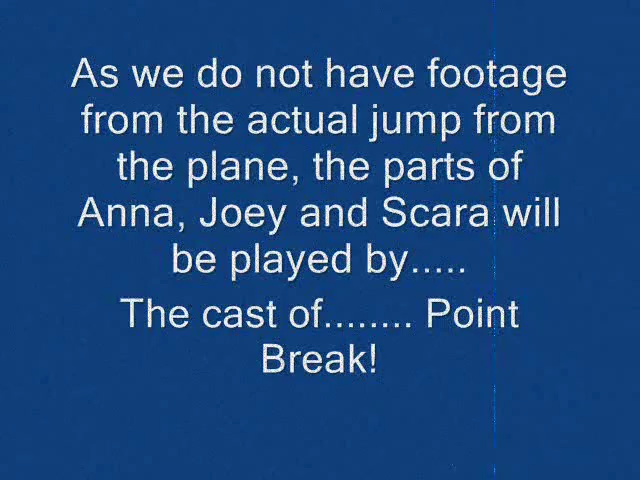 As we do not have footage
from the actual jump from
the plane, the parts of
Anna, Joey and Scara will
be played by.....
The cast of........ Point
Break!